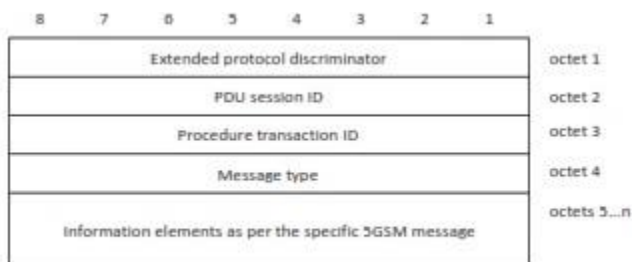 8 7 6 5 4 3 2 1
Extended protocol discriminator octet 1
PDU session ID octet 2
Procedure transaction ID octet 3
Message type octet 4
Information elements as per the specific 5GSM message octets 5...n